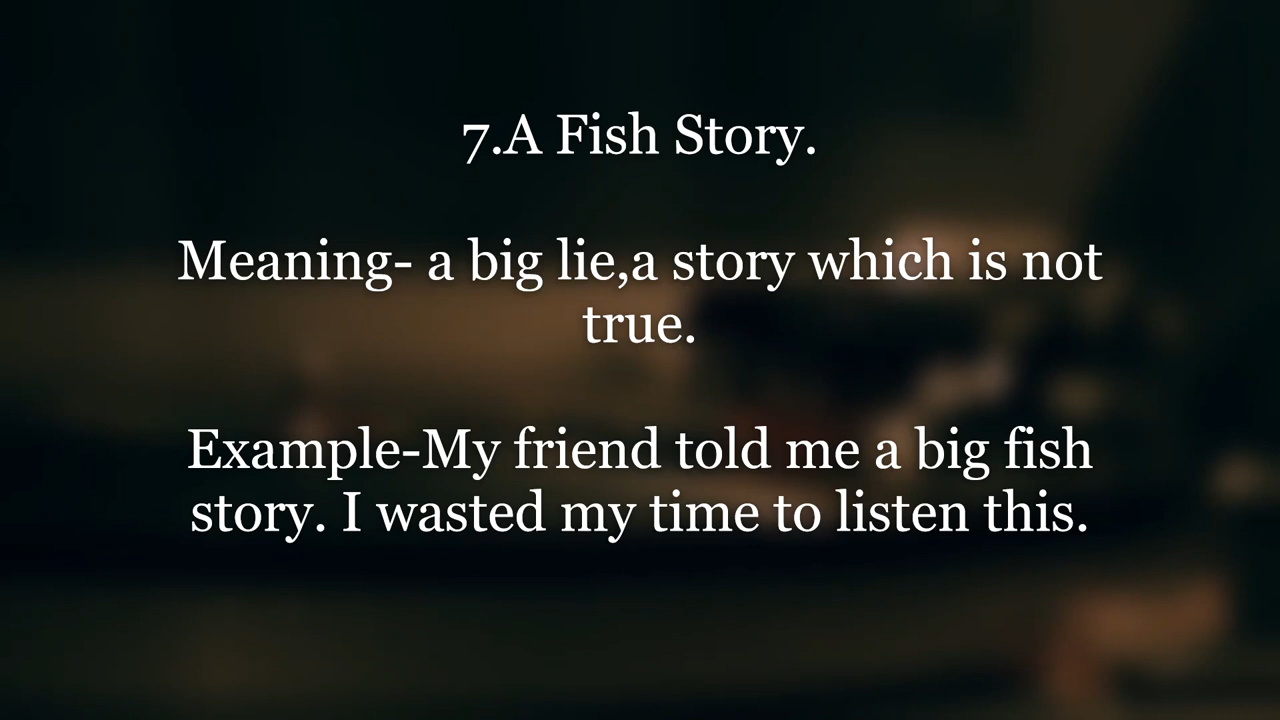 7.A Fish Story.
Meaning- a big lie,a story which is not
true.
Example-My friend told me a big fish
story. I wasted my time to listen this.